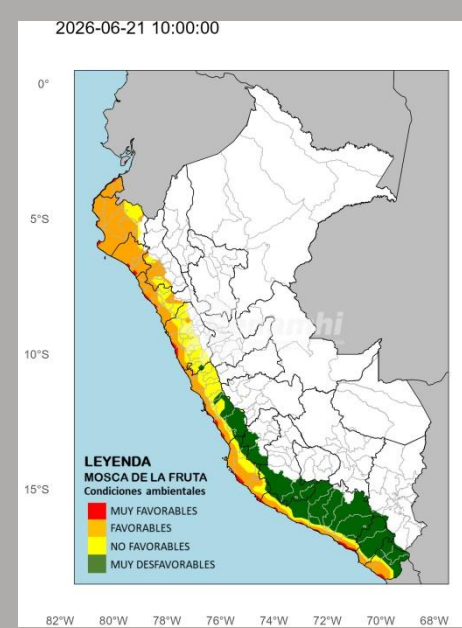 2026-06-21 10:00:00
0°
5°S
10°S
15°S
LEYENDA
MOSCA DE LA FRUTA
Condiciones ambientales
MUY FAVORABLES
FAVORABLES
NO FAVORABLES
MUY DESFAVORABLES
82°W 80°W 78°W 76°W 74°W 72°W 70°W 68°W